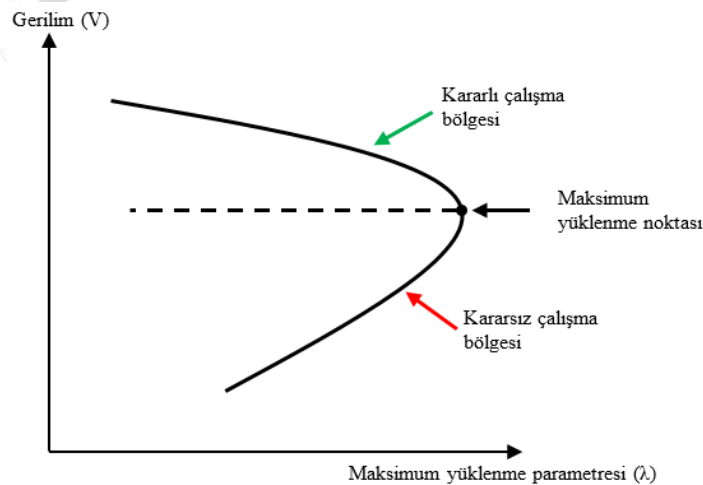 Gerilim (V)
Kararlı çalışma
bölgesi
Maksimum
yüklenme noktası
Kararsız çalışma
bölgesi
Maksimum yüklenme parametresi (λ)